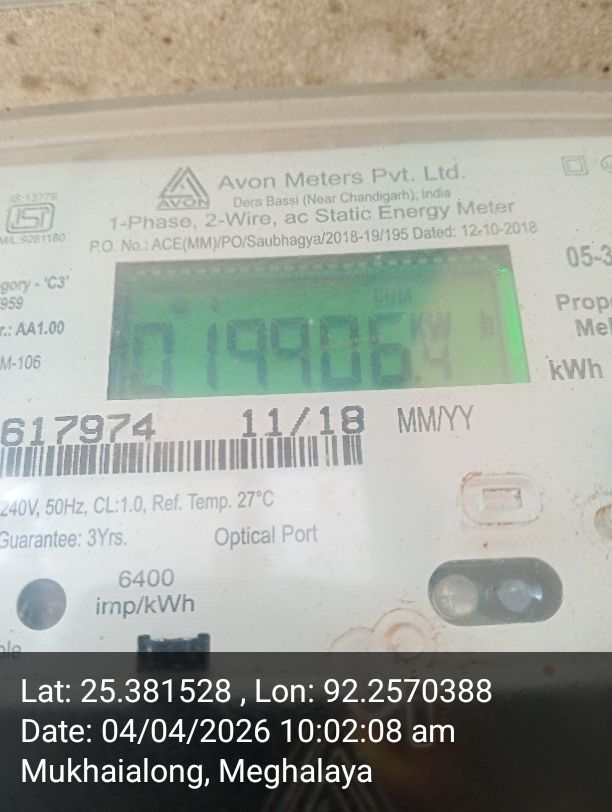 Avon Meters Pvt. Ltd.
AVON
Dera Bassi (Near Chandigarh), India
IS:13779
ISI
M/L:9281180
1-Phase, 2-Wire, ac Static Energy Meter
P.O. No.: ACE(MM)/PO/Saubhagya/2018-19/195 Dated: 12-10-2018
gory - 'C3'
959
r.: AA1.00
M-106
CUM
019906.4
KW h
05-3
Prop
Me
kWh
617974 11/18 MM/YY
240V, 50Hz, CL:1.0, Ref. Temp. 27°C
Guarantee: 3Yrs. Optical Port
6400
imp/kWh
ble
Lat: 25.381528 , Lon: 92.2570388
Date: 04/04/2026 10:02:08 am
Mukhaialong, Meghalaya